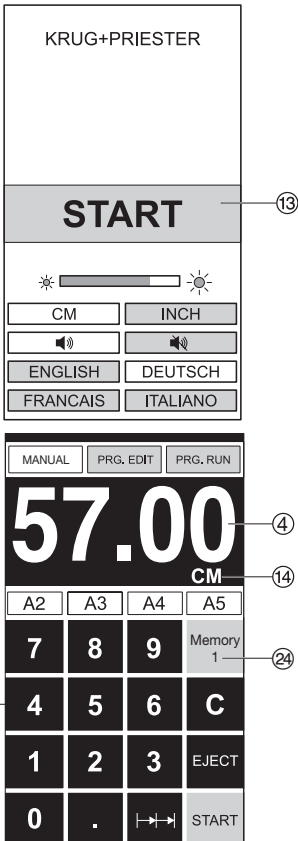 KRUG+PRIESTER
START
13
CM INCH
ENGLISH DEUTSCH
FRANCAIS ITALIANO
MANUAL PRG. EDIT PRG. RUN
57.00
4
CM
14
A2 A3 A4 A5
7 8 9 Memory
1
24
4 5 6 C
1 2 3 EJECT
0 . START